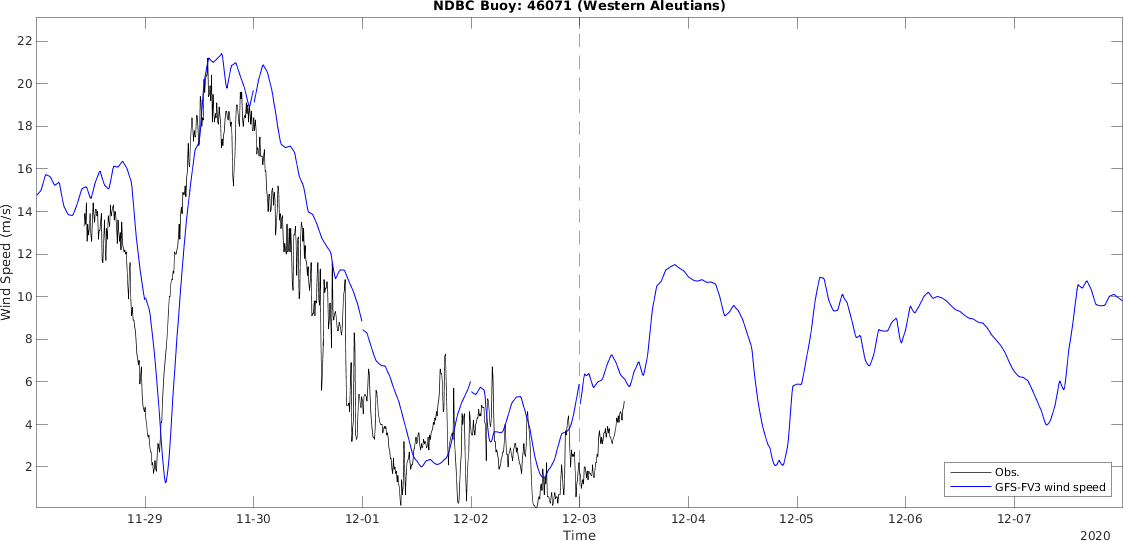 NDBC Buoy: 46071 (Western Aleutians)
22
20
18
16
14
12
10
8
6
4
2
Wind Speed (m/s)
11-29 11-30 12-01 12-02 12-03 12-04 12-05 12-06 12-07
Time
2020
Obs.
GFS-FV3 wind speed